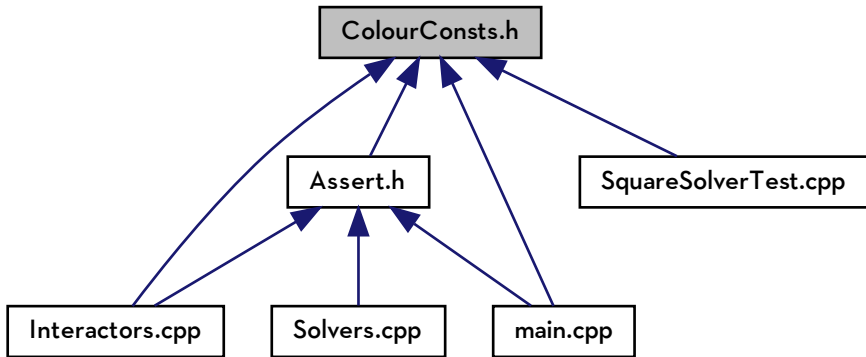 ColourConsts.h
Assert.h
SquareSolverTest.cpp
Interactors.cpp
Solvers.cpp
main.cpp